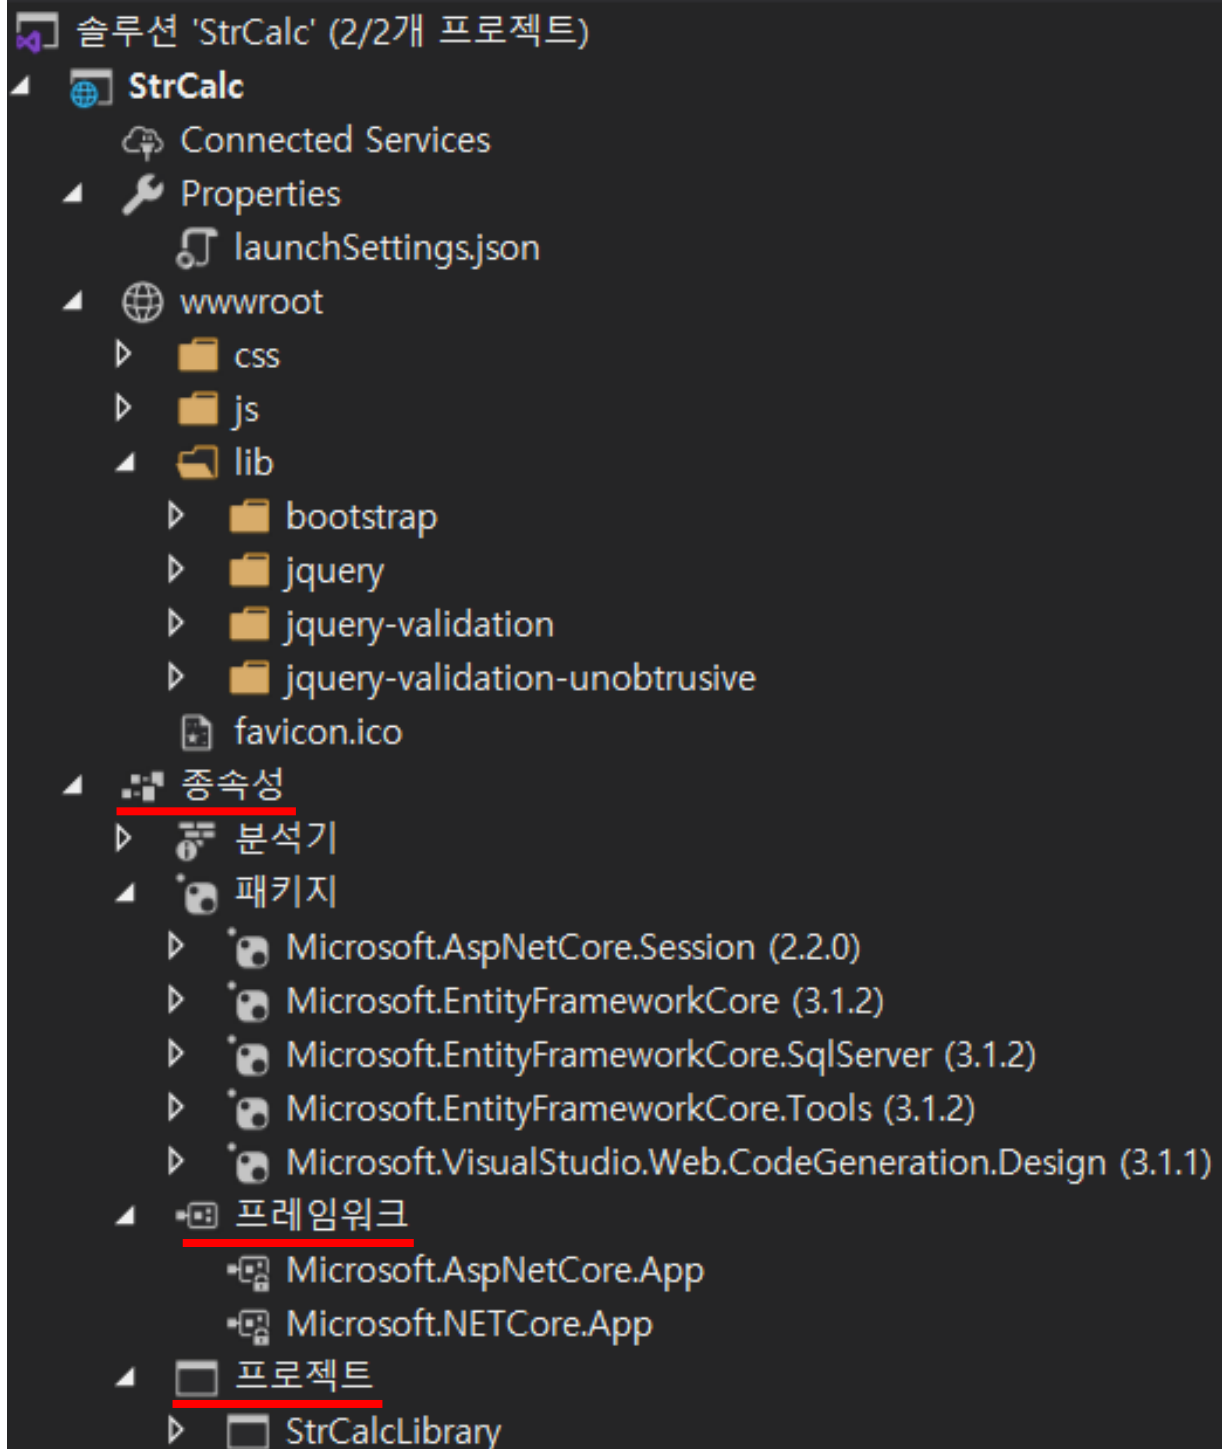 솔루션 'StrCalc' (2/2개 프로젝트)
StrCalc
Connected Services
Properties
launchSettings.json
wwwroot
css
js
lib
bootstrap
jquery
jquery-validation
jquery-validation-unobtrusive
favicon.ico
종속성
분석기
패키지
Microsoft.AspNetCore.Session (2.2.0)
Microsoft.EntityFrameworkCore (3.1.2)
Microsoft.EntityFrameworkCore.SqlServer (3.1.2)
Microsoft.EntityFrameworkCore.Tools (3.1.2)
Microsoft.VisualStudio.Web.CodeGeneration.Design (3.1.1)
프레임워크
Microsoft.AspNetCore.App
Microsoft.NETCore.App
프로젝트
StrCalcLibrary